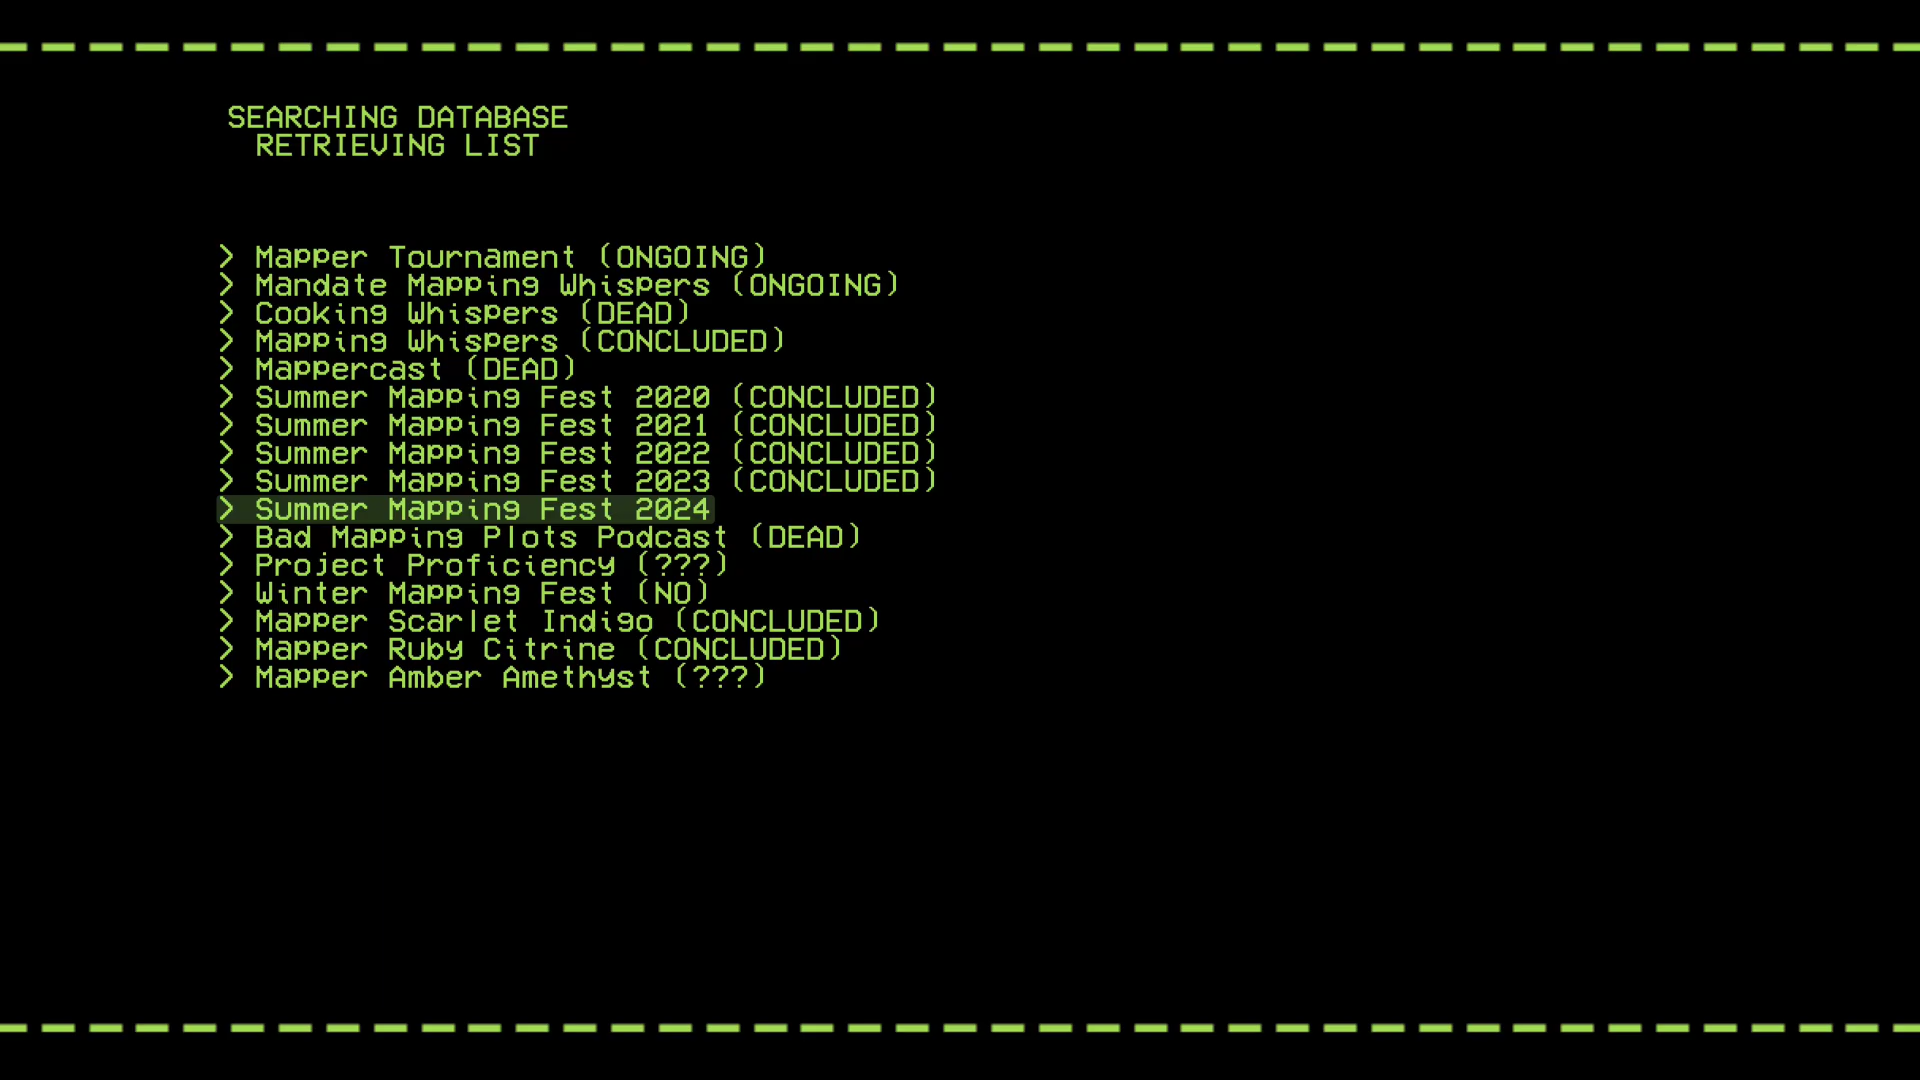 SEARCHING DATABASE
RETRIEVING LIST
> Mapper Tournament (ONGOING)
> Mandate Mapping Whispers (ONGOING)
> Cooking Whispers (DEAD)
> Mapping Whispers (CONCLUDED)
> Mappercast (DEAD)
> Summer Mapping Fest 2020 (CONCLUDED)
> Summer Mapping Fest 2021 (CONCLUDED)
> Summer Mapping Fest 2022 (CONCLUDED)
> Summer Mapping Fest 2023 (CONCLUDED)
> Summer Mapping Fest 2024
> Bad Mapping Plots Podcast (DEAD)
> Project Proficiency (???)
> Winter Mapping Fest (NO)
> Mapper Scarlet Indigo (CONCLUDED)
> Mapper Ruby Citrine (CONCLUDED)
> Mapper Amber Amethyst (???)